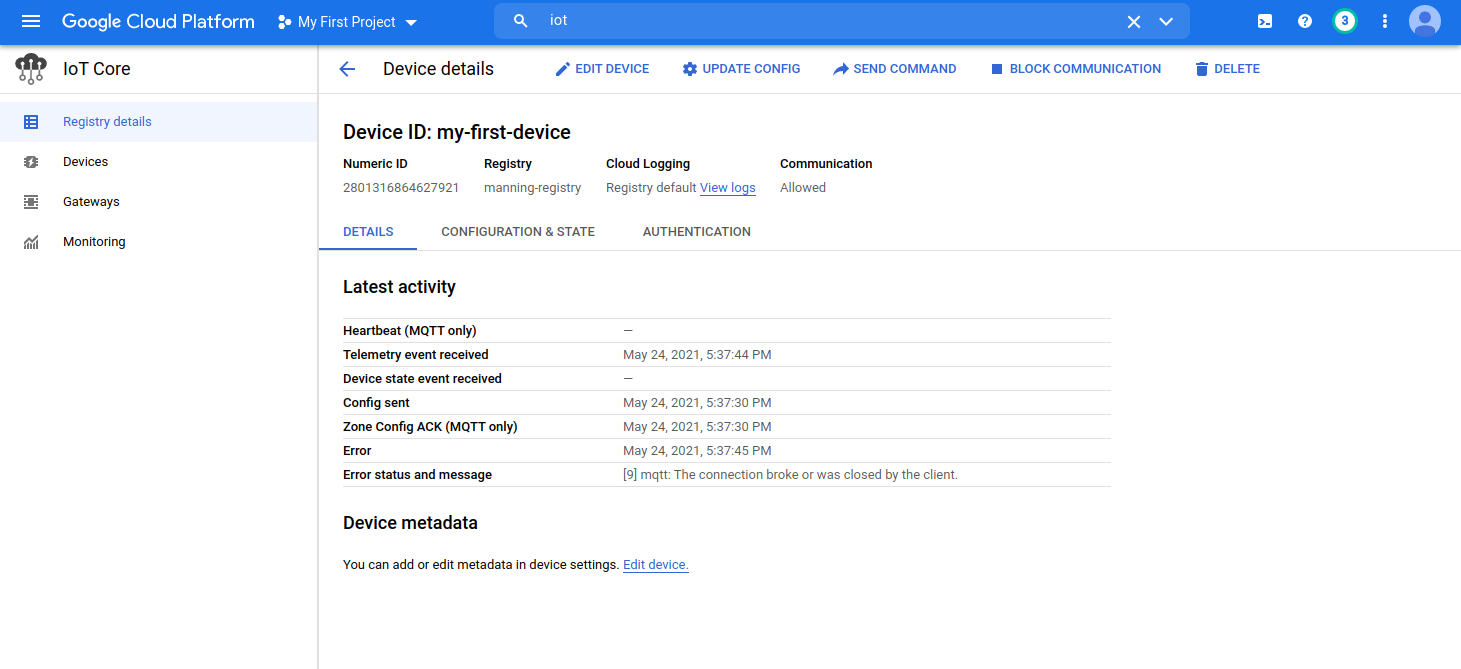 Google Cloud Platform My First Project iot 3
IoT Core
Device details EDIT DEVICE UPDATE CONFIG SEND COMMAND BLOCK COMMUNICATION DELETE
Registry details
Devices
Gateways
Monitoring
Device ID: my-first-device
Numeric ID Registry Cloud Logging Communication
2801316864627921 manning-registry Registry default View logs Allowed
DETAILS CONFIGURATION & STATE AUTHENTICATION
Latest activity
Heartbeat (MQTT only) —
Telemetry event received May 24, 2021, 5:37:44 PM
Device state event received —
Config sent May 24, 2021, 5:37:30 PM
Zone Config ACK (MQTT only) May 24, 2021, 5:37:30 PM
Error May 24, 2021, 5:37:45 PM
Error status and message [9] mqtt: The connection broke or was closed by the client.
Device metadata
You can add or edit metadata in device settings. Edit device.